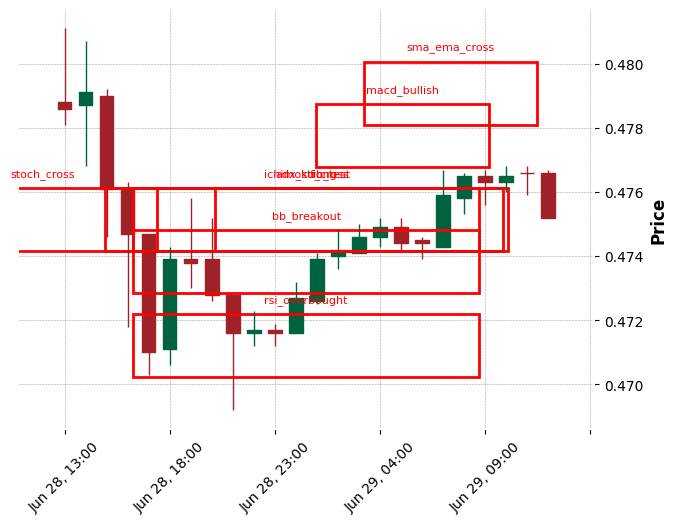 sma_ema_cross
0.480
macd_bullish
0.478
stoch_cross
0.476
bb_breakout
Price
0.474
rsi_overbought
0.472
0.470
Jun 28, 13:00
Jun 28, 18:00
Jun 28, 23:00
Jun 29, 04:00
Jun 29, 09:00